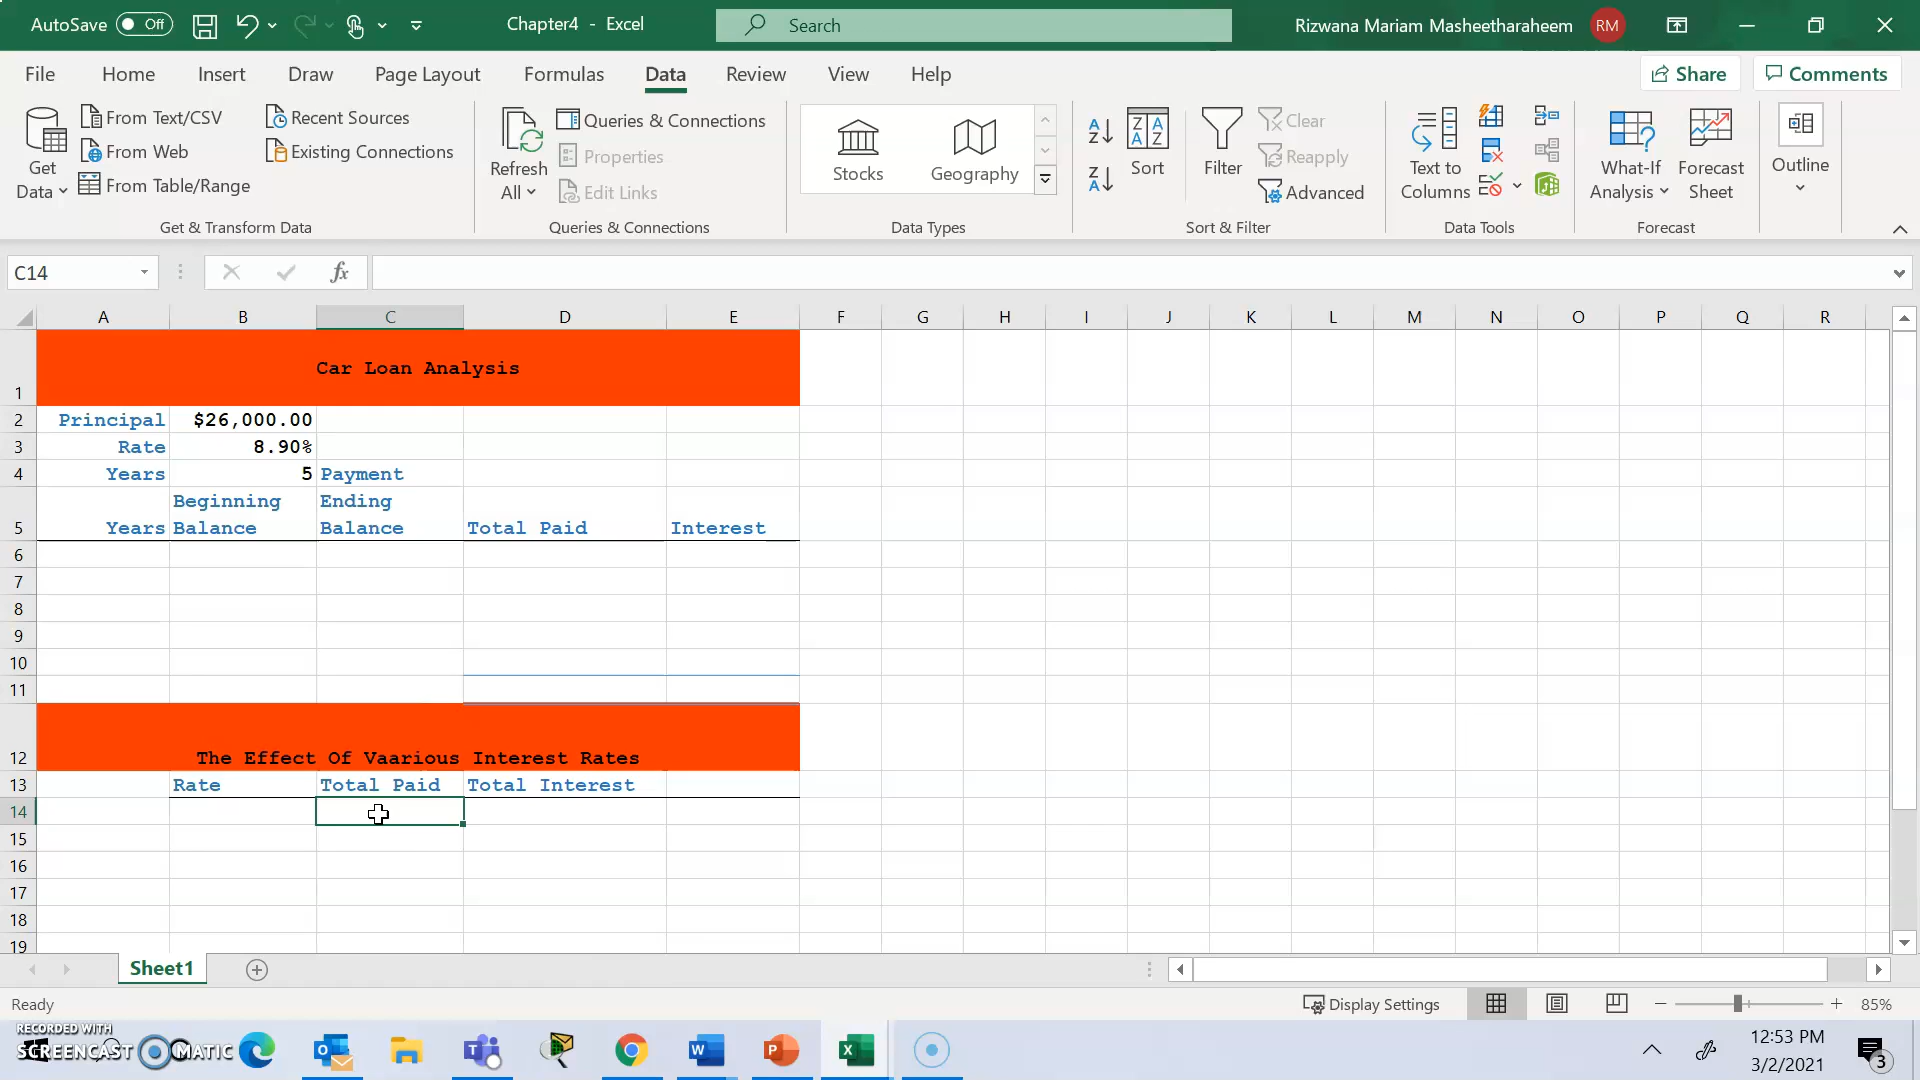 AutoSave Off Chapter4 - Excel Search Rizwana Mariam Masheetharaheem RM
File Home Insert Draw Page Layout Formulas Data Review View Help Share Comments
Get Data
From Text/CSV
From Web
From Table/Range
Recent Sources
Existing Connections
Get & Transform Data
Refresh All
Queries & Connections
Properties
Edit Links
Queries & Connections
Stocks
Geography
Data Types
Sort
Filter
Clear
Reapply
Advanced
Sort & Filter
Text to Columns
Data Tools
What-If Analysis
Forecast Sheet
Forecast
Outline
C14 fx
A B C D E F G H I J K L M N O P Q R
1 Car Loan Analysis
2 Principal $26,000.00
3 Rate 8.90%
4 Years 5 Payment
Beginning Ending
5 Years Balance Balance Total Paid Interest
6
7
8
9
10
11
12 The Effect Of Vaarious Interest Rates
13 Rate Total Paid Total Interest
14
15
16
17
18
19
Sheet1
Ready Display Settings 85%
RECORDED WITH
SCREENCAST MATIC
12:53 PM
3/2/2021
3